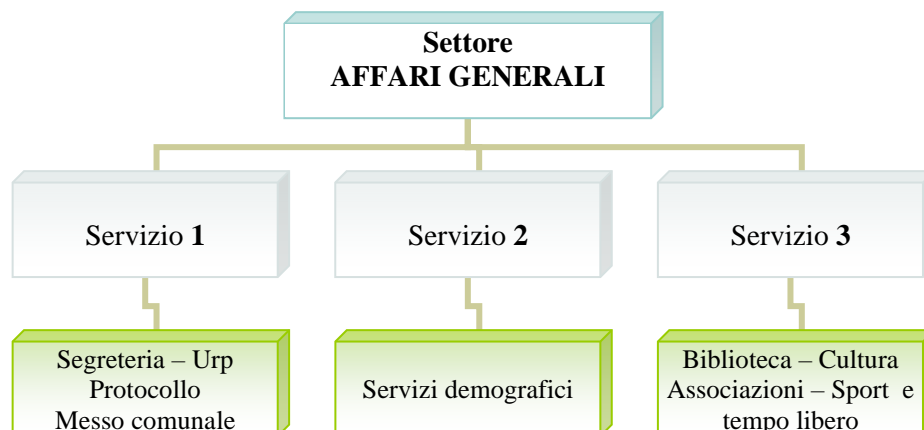 Settore
AFFARI GENERALI
Servizio 1
Servizio 2
Servizio 3
Segreteria – Urp
Protocollo
Messo comunale
Servizi demografici
Biblioteca – Cultura
Associazioni – Sport e
tempo libero